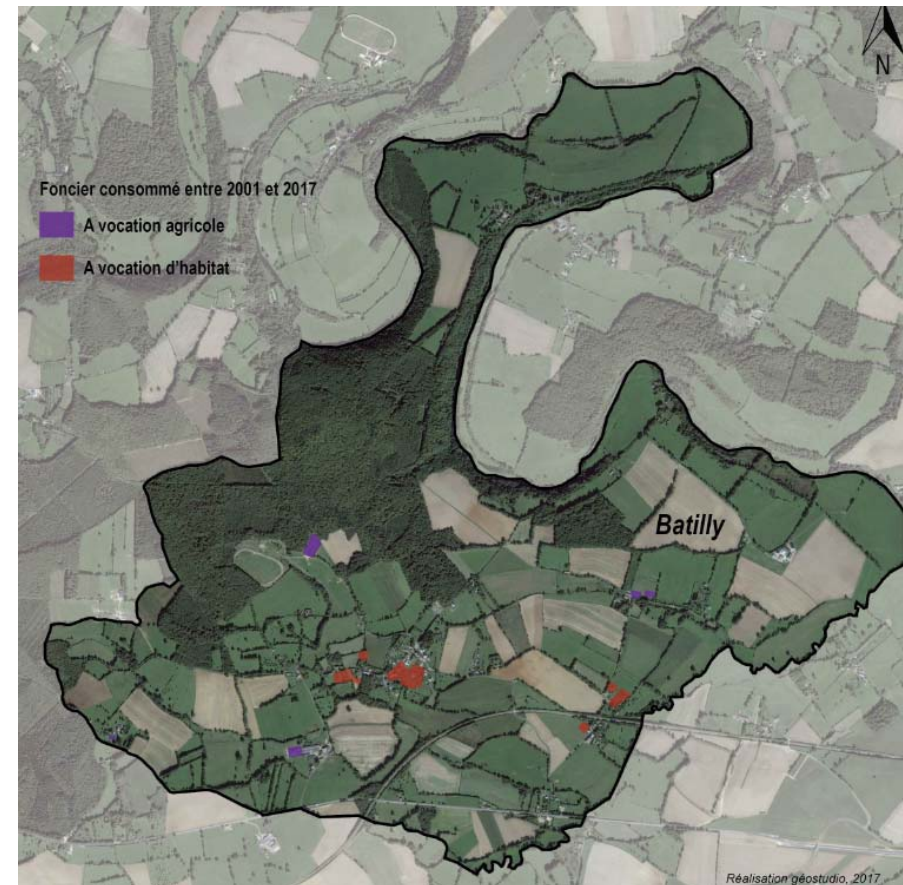 N
Foncier consommé entre 2001 et 2017
A vocation agricole
A vocation d'habitat
Batilly
Réalisation géostudio, 2017